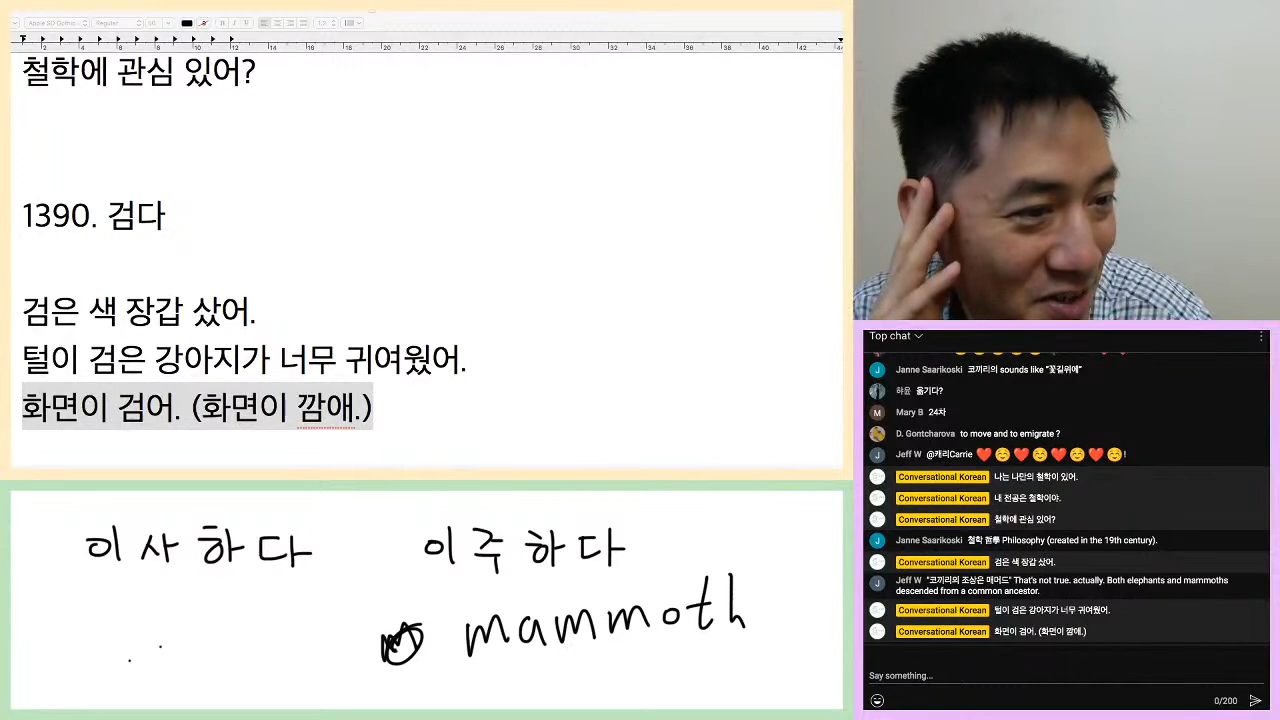 Apple SD Gothic...
Regular
철학에 관심 있어?
1390. 검다
검은 색 장갑 샀어.
털이 검은 강아지가 너무 귀여웠어.
화면이 검어. (화면이 깜애.)
이사하다 이주하다
mammoth
Top chat
Janne Saarikoski 코끼리의 sounds like “꽃길위에”
하윤 옮기다?
Mary B 24차
D. Gontcharova to move and to emigrate ?
Jeff W @캐리Carrie ❤️☺️❤️☺️❤️☺️❤️☺️!
Conversational Korean 나는 나만의 철학이 있어.
Conversational Korean 내 전공은 철학이야.
Conversational Korean 철학에 관심 있어?
Janne Saarikoski 철학 哲學 Philosophy (created in the 19th century).
Conversational Korean 검은 색 장갑 샀어.
Jeff W "코끼리의 조상은 매머드" That's not true. actually. Both elephants and mammoths
descended from a common ancestor.
Conversational Korean 털이 검은 강아지가 너무 귀여웠어.
Conversational Korean 화면이 검어. (화면이 깜애.)
Say something...
0/200